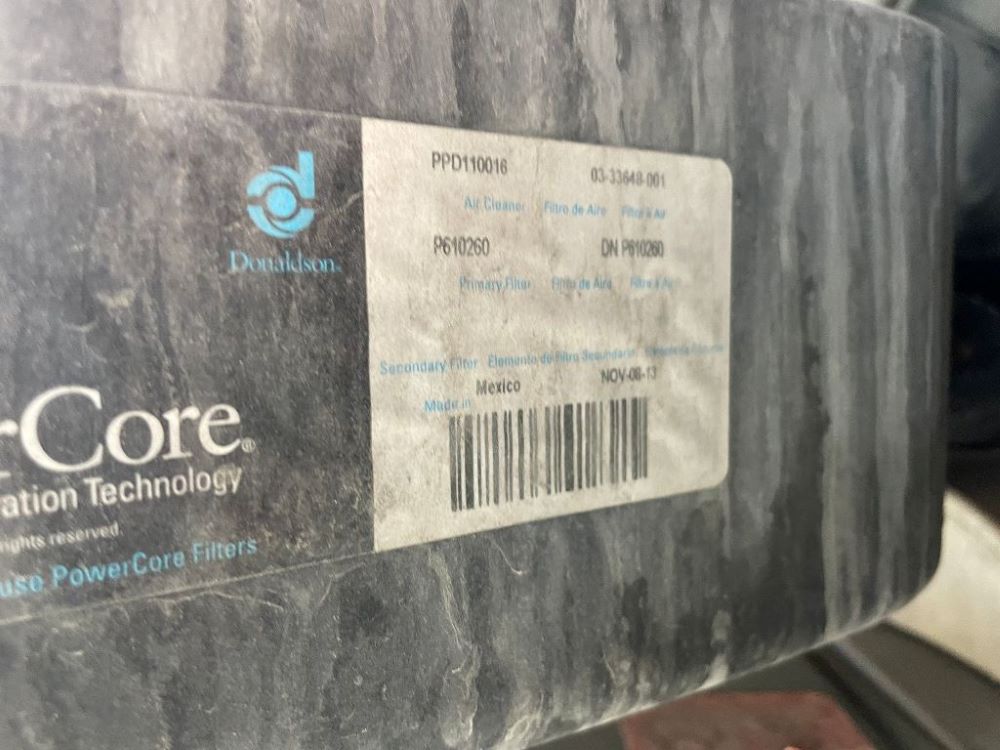 Donaldson
rCore®
ation Technology
rights reserved.
use PowerCore Filters
PPD110016 03-33648-001
Air Cleaner Filtro de Aire Filtre à Air
P610260 DN P610260
Primary Filter Filtro de Aire Filtre à Air
Secondary Filter Elemento de Filtro Secundario
Mexico NOV-08-13
Made in